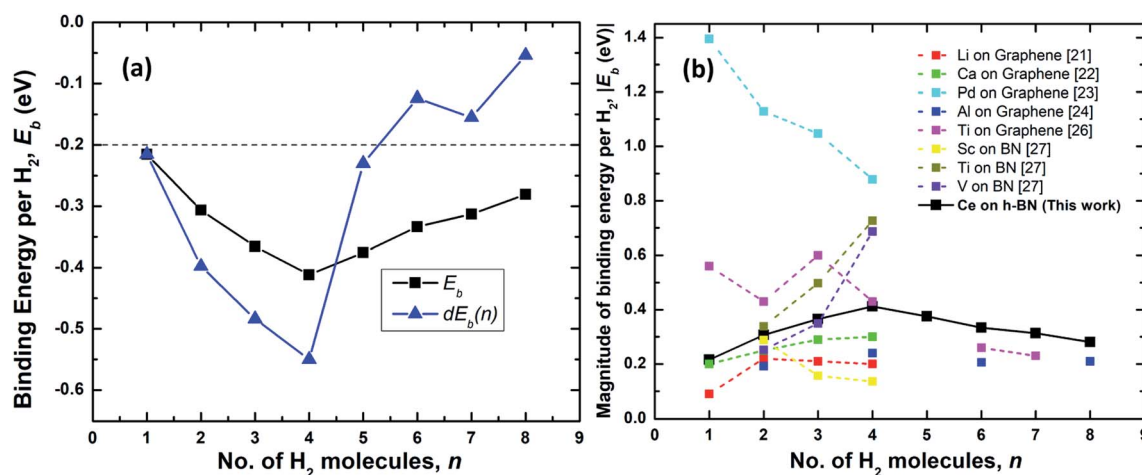 (a)
Binding Energy per H2, Eb (eV)
0.0
-0.1
-0.2
-0.3
-0.4
-0.5
-0.6
Eb
dEb(n)
0 1 2 3 4 5 6 7 8 9
No. of H2 molecules, n
(b)
Magnitude of binding energy per H2, |Eb| (eV)
1.4
1.2
1.0
0.8
0.6
0.4
0.2
0.0
Li on Graphene [21]
Ca on Graphene [22]
Pd on Graphene [23]
Al on Graphene [24]
Ti on Graphene [26]
Sc on BN [27]
Ti on BN [27]
V on BN [27]
Ce on h-BN (This work)
0 1 2 3 4 5 6 7 8 9
No. of H2 molecules, n